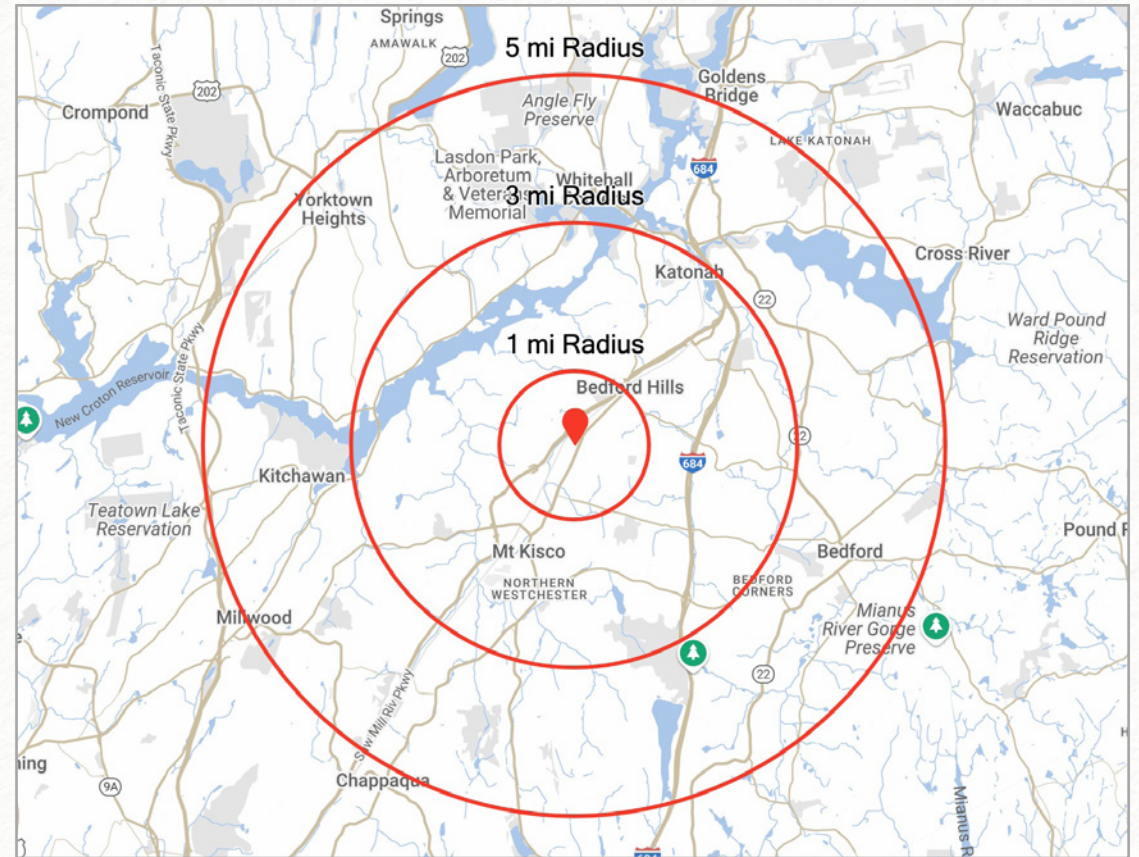 Springs
AMAWALK
202
5 mi Radius
Goldens
Bridge
Taconic State Pkwy
202
Crompond
Angle Fly
Preserve
Waccabuc
LAKE KATONAH
684
Lasdon Park,
Arboretum
& Veterans
Memorial
Whitehall
3 mi Radius
Yorktown
Heights
Katonah
Cross River
22
Ward Pound
Ridge
Reservation
1 mi Radius
Bedford Hills
New Croton Reservoir
Taconic State Pkwy
22
684
Kitchawan
Teatown Lake
Reservation
Pound
Mt Kisco
Bedford
NORTHERN
WESTCHESTER
BEDFORD
CORNERS
Millwood
Mianus
River Gorge
Preserve
22
Saw Mill Riv Pkwy
Chappaqua
ing
9A
Mianus R
684